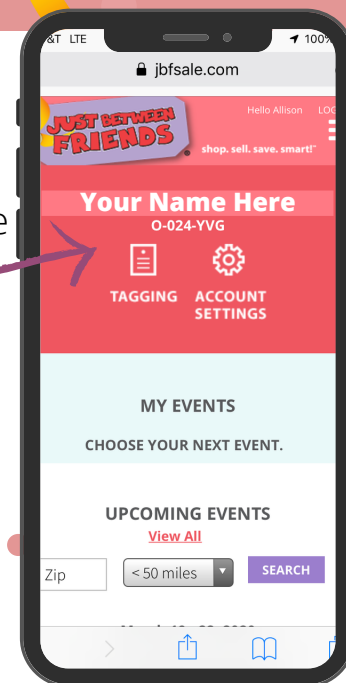 &T LTE
100%
jbfsale.com
Hello Allison
JUST BETWEEN
FRIENDS
shop. sell. save. smart!™
Your Name Here
O-024-YVG
TAGGING
ACCOUNT
SETTINGS
MY EVENTS
CHOOSE YOUR NEXT EVENT.
UPCOMING EVENTS
View All
Zip
< 50 miles
SEARCH